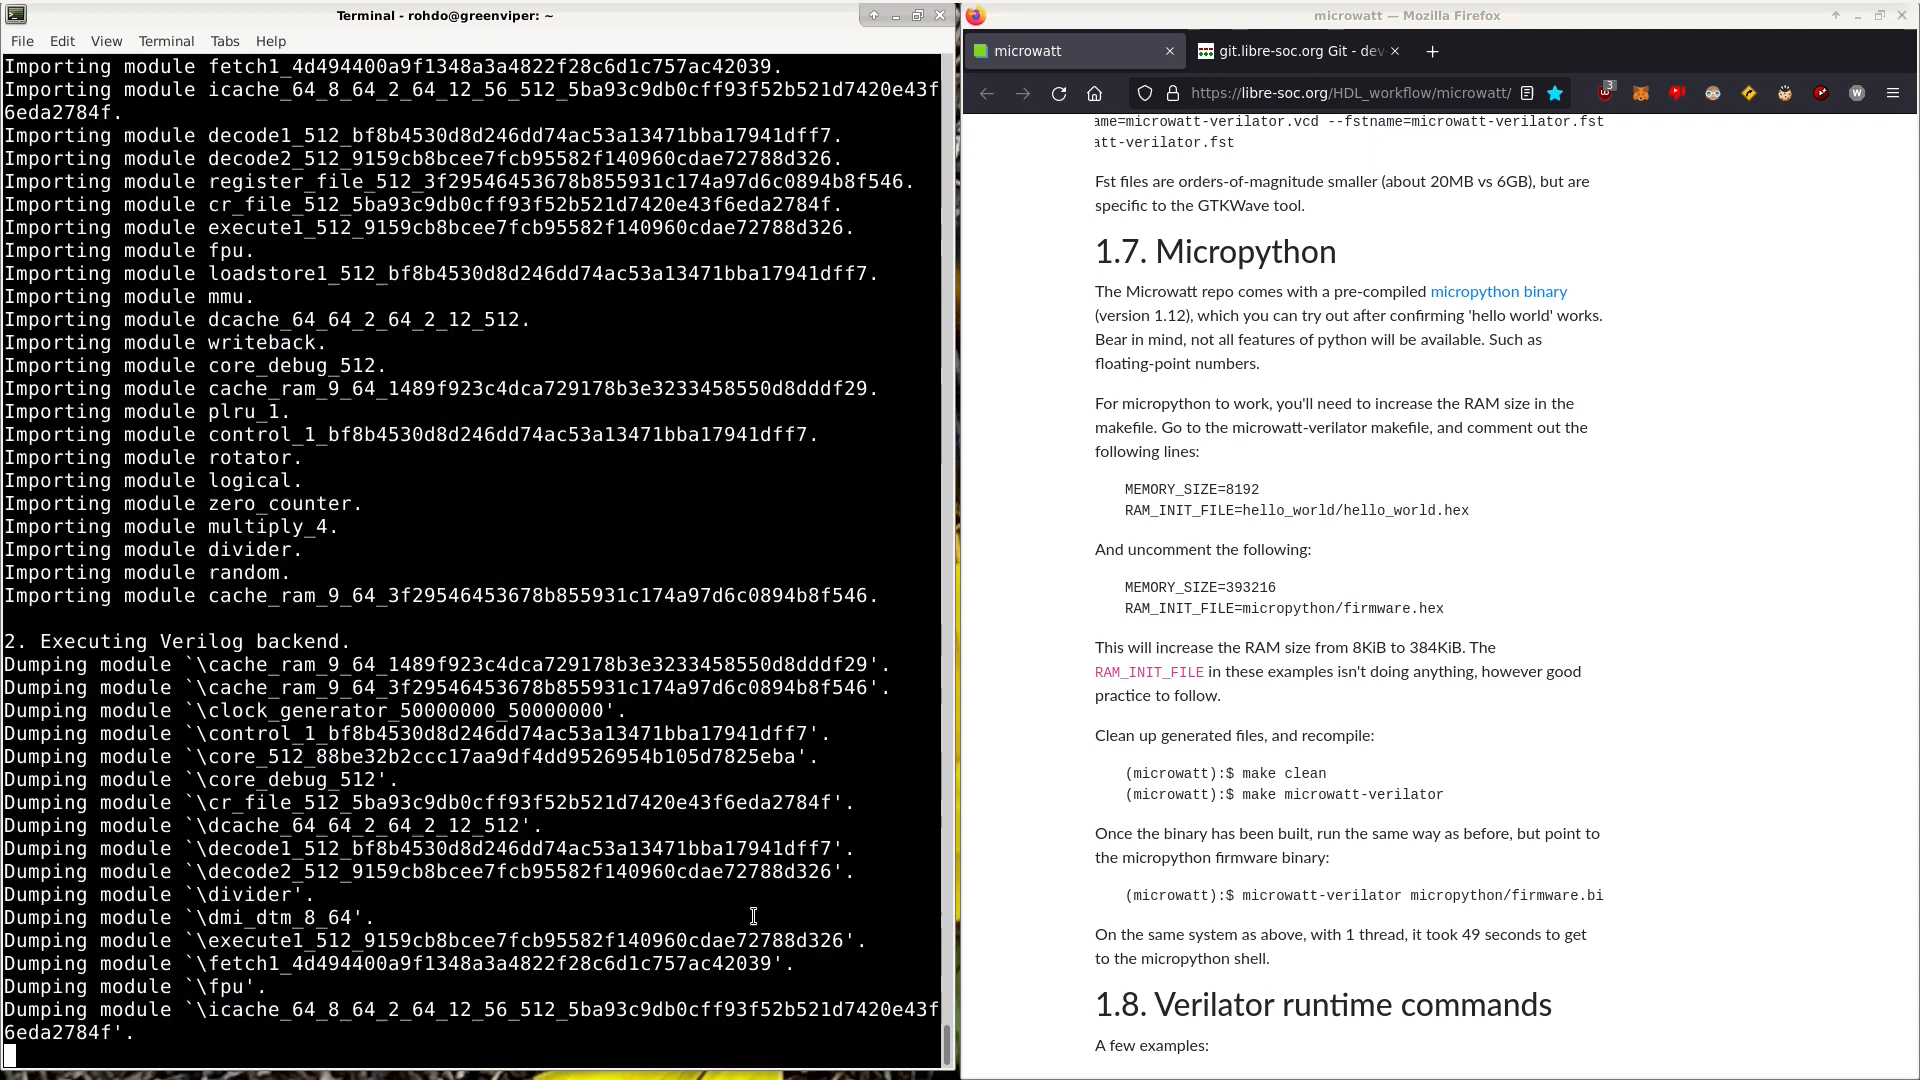 Terminal - rohdo@greenviper: ~
File Edit View Terminal Tabs Help
Importing module fetch1_4d494400a9f1348a3a4822f28c6d1c757ac42039.
Importing module icache_64_8_64_2_64_12_56_512_5ba93c9db0cff93f52b521d7420e43f
6eda2784f.
Importing module decode1_512_bf8b4530d8d246dd74ac53a13471bba17941dff7.
Importing module decode2_512_9159cb8bcee7fcb95582f140960cdae72788d326.
Importing module register_file_512_3f29546453678b855931c174a97d6c0894b8f546.
Importing module cr_file_512_5ba93c9db0cff93f52b521d7420e43f6eda2784f.
Importing module execute1_512_9159cb8bcee7fcb95582f140960cdae72788d326.
Importing module fpu.
Importing module loadstore1_512_bf8b4530d8d246dd74ac53a13471bba17941dff7.
Importing module mmu.
Importing module dcache_64_64_2_64_2_12_512.
Importing module writeback.
Importing module core_debug_512.
Importing module cache_ram_9_64_1489f923c4dca729178b3e3233458550d8dddf29.
Importing module plru_1.
Importing module control_1_bf8b4530d8d246dd74ac53a13471bba17941dff7.
Importing module rotator.
Importing module logical.
Importing module zero_counter.
Importing module multiply_4.
Importing module divider.
Importing module random.
Importing module cache_ram_9_64_3f29546453678b855931c174a97d6c0894b8f546.
2. Executing Verilog backend.
Dumping module `\cache_ram_9_64_1489f923c4dca729178b3e3233458550d8dddf29'.
Dumping module `\cache_ram_9_64_3f29546453678b855931c174a97d6c0894b8f546'.
Dumping module `\clock_generator_50000000_50000000'.
Dumping module `\control_1_bf8b4530d8d246dd74ac53a13471bba17941dff7'.
Dumping module `\core_512_88be32b2ccc17aa9df4dd9526954b105d7825eba'.
Dumping module `\core_debug_512'.
Dumping module `\cr_file_512_5ba93c9db0cff93f52b521d7420e43f6eda2784f'.
Dumping module `\dcache_64_64_2_64_2_12_512'.
Dumping module `\decode1_512_bf8b4530d8d246dd74ac53a13471bba17941dff7'.
Dumping module `\decode2_512_9159cb8bcee7fcb95582f140960cdae72788d326'.
Dumping module `\divider'.
Dumping module `\dmi_dtm_8_64'.
Dumping module `\execute1_512_9159cb8bcee7fcb95582f140960cdae72788d326'.
Dumping module `\fetch1_4d494400a9f1348a3a4822f28c6d1c757ac42039'.
Dumping module `\fpu'.
Dumping module `\icache_64_8_64_2_64_12_56_512_5ba93c9db0cff93f52b521d7420e43f
6eda2784f'.
microwatt — Mozilla Firefox
microwatt
git.libre-soc.org Git - dev
https://libre-soc.org/HDL_workflow/microwatt/
3
ame=microwatt-verilator.vcd --fstname=microwatt-verilator.fst
att-verilator.fst
Fst files are orders-of-magnitude smaller (about 20MB vs 6GB), but are
specific to the GTKWave tool.
1.7. Micropython
The Microwatt repo comes with a pre-compiled micropython binary
(version 1.12), which you can try out after confirming 'hello world' works.
Bear in mind, not all features of python will be available. Such as
floating-point numbers.
For micropython to work, you'll need to increase the RAM size in the
makefile. Go to the microwatt-verilator makefile, and comment out the
following lines:
MEMORY_SIZE=8192
RAM_INIT_FILE=hello_world/hello_world.hex
And uncomment the following:
MEMORY_SIZE=393216
RAM_INIT_FILE=micropython/firmware.hex
This will increase the RAM size from 8KiB to 384KiB. The
RAM_INIT_FILE in these examples isn't doing anything, however good
practice to follow.
Clean up generated files, and recompile:
(microwatt):$ make clean
(microwatt):$ make microwatt-verilator
Once the binary has been built, run the same way as before, but point to
the micropython firmware binary:
(microwatt):$ microwatt-verilator micropython/firmware.bi
On the same system as above, with 1 thread, it took 49 seconds to get
to the micropython shell.
1.8. Verilator runtime commands
A few examples: